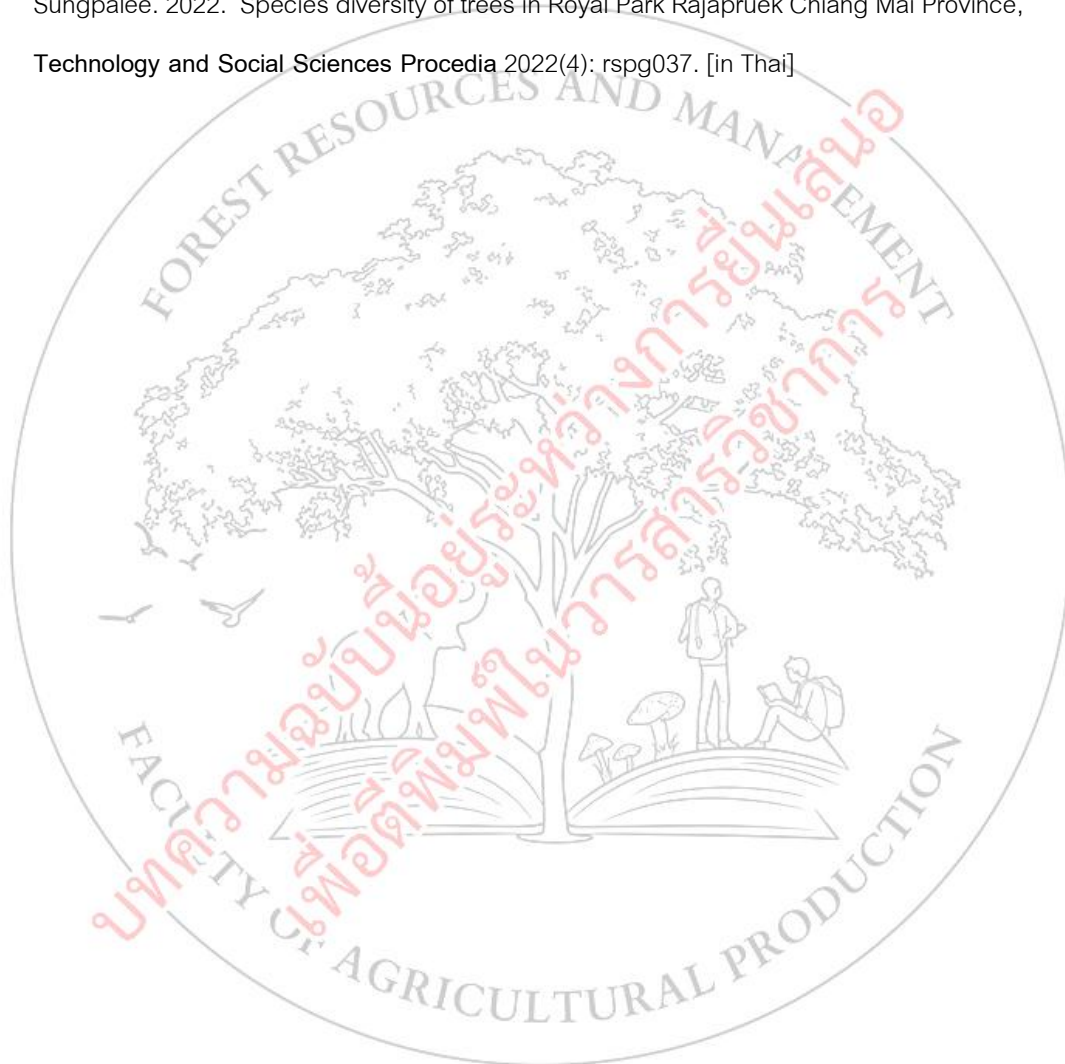 Sungpalee. 2022. Species diversity of trees in Royal Park Rajapruek Chiang Mai Province,
Technology and Social Sciences Procedia 2022(4): rspg037. [in Thai]
FOREST RESOURCES AND MANAGEMENT
บทความฉบับนี้อยู่ระหว่างการยื่นเสนอ
เพื่อตีพิมพ์ในวารสารวิชาการ
FACULTY OF AGRICULTURAL PRODUCTION